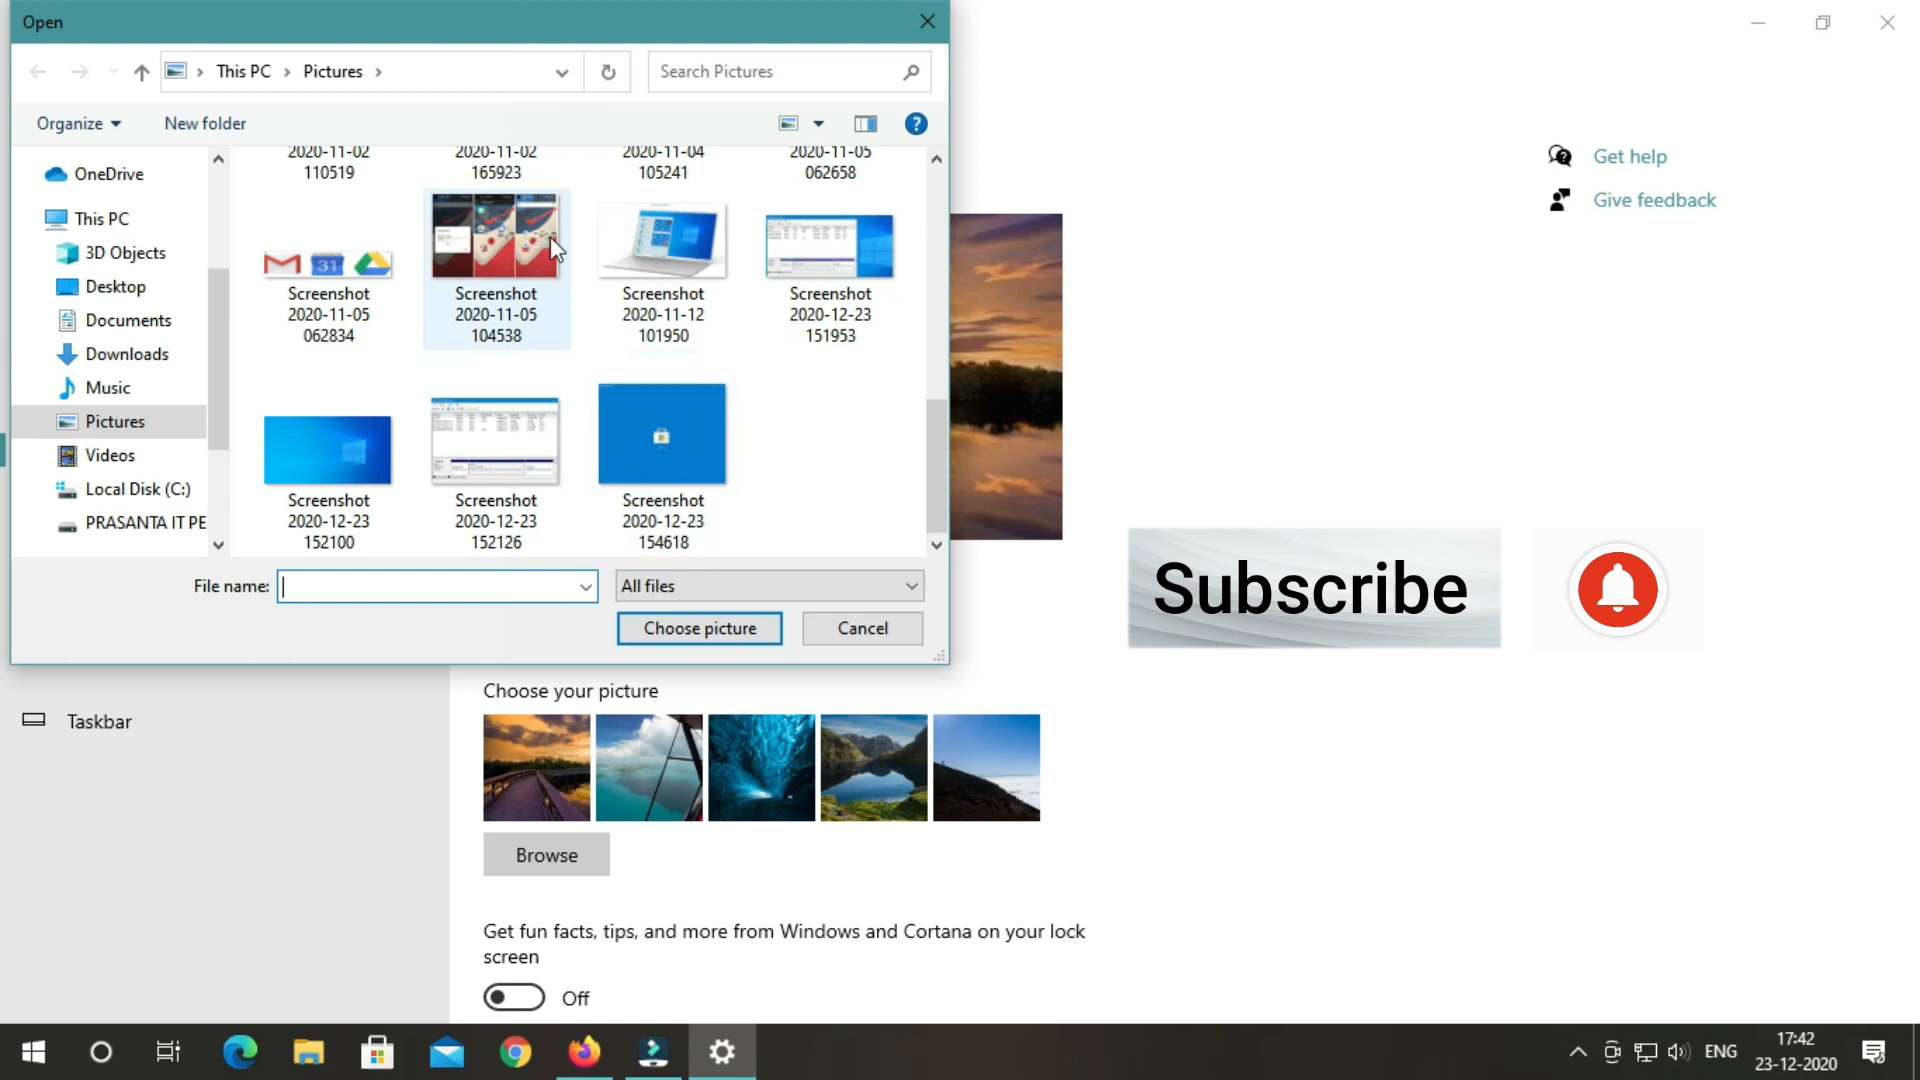 Open
This PC
Pictures
Search Pictures
Organize
New folder
?
OneDrive
This PC
3D Objects
Desktop
Documents
Downloads
Music
Pictures
Videos
Local Disk (C:)
PRASANTA IT PE
2020-11-02
110519
2020-11-02
165923
2020-11-04
105241
2020-11-05
062658
31
Screenshot
2020-11-05
062834
Screenshot
2020-11-05
104538
Screenshot
2020-11-12
101950
Screenshot
2020-12-23
151953
Screenshot
2020-12-23
152100
Screenshot
2020-12-23
152126
Screenshot
2020-12-23
154618
File name:
All files
Choose picture
Cancel
Get help
Give feedback
Subscribe
Taskbar
Choose your picture
Browse
Get fun facts, tips, and more from Windows and Cortana on your lock
screen
Off
ENG
17:42
23-12-2020